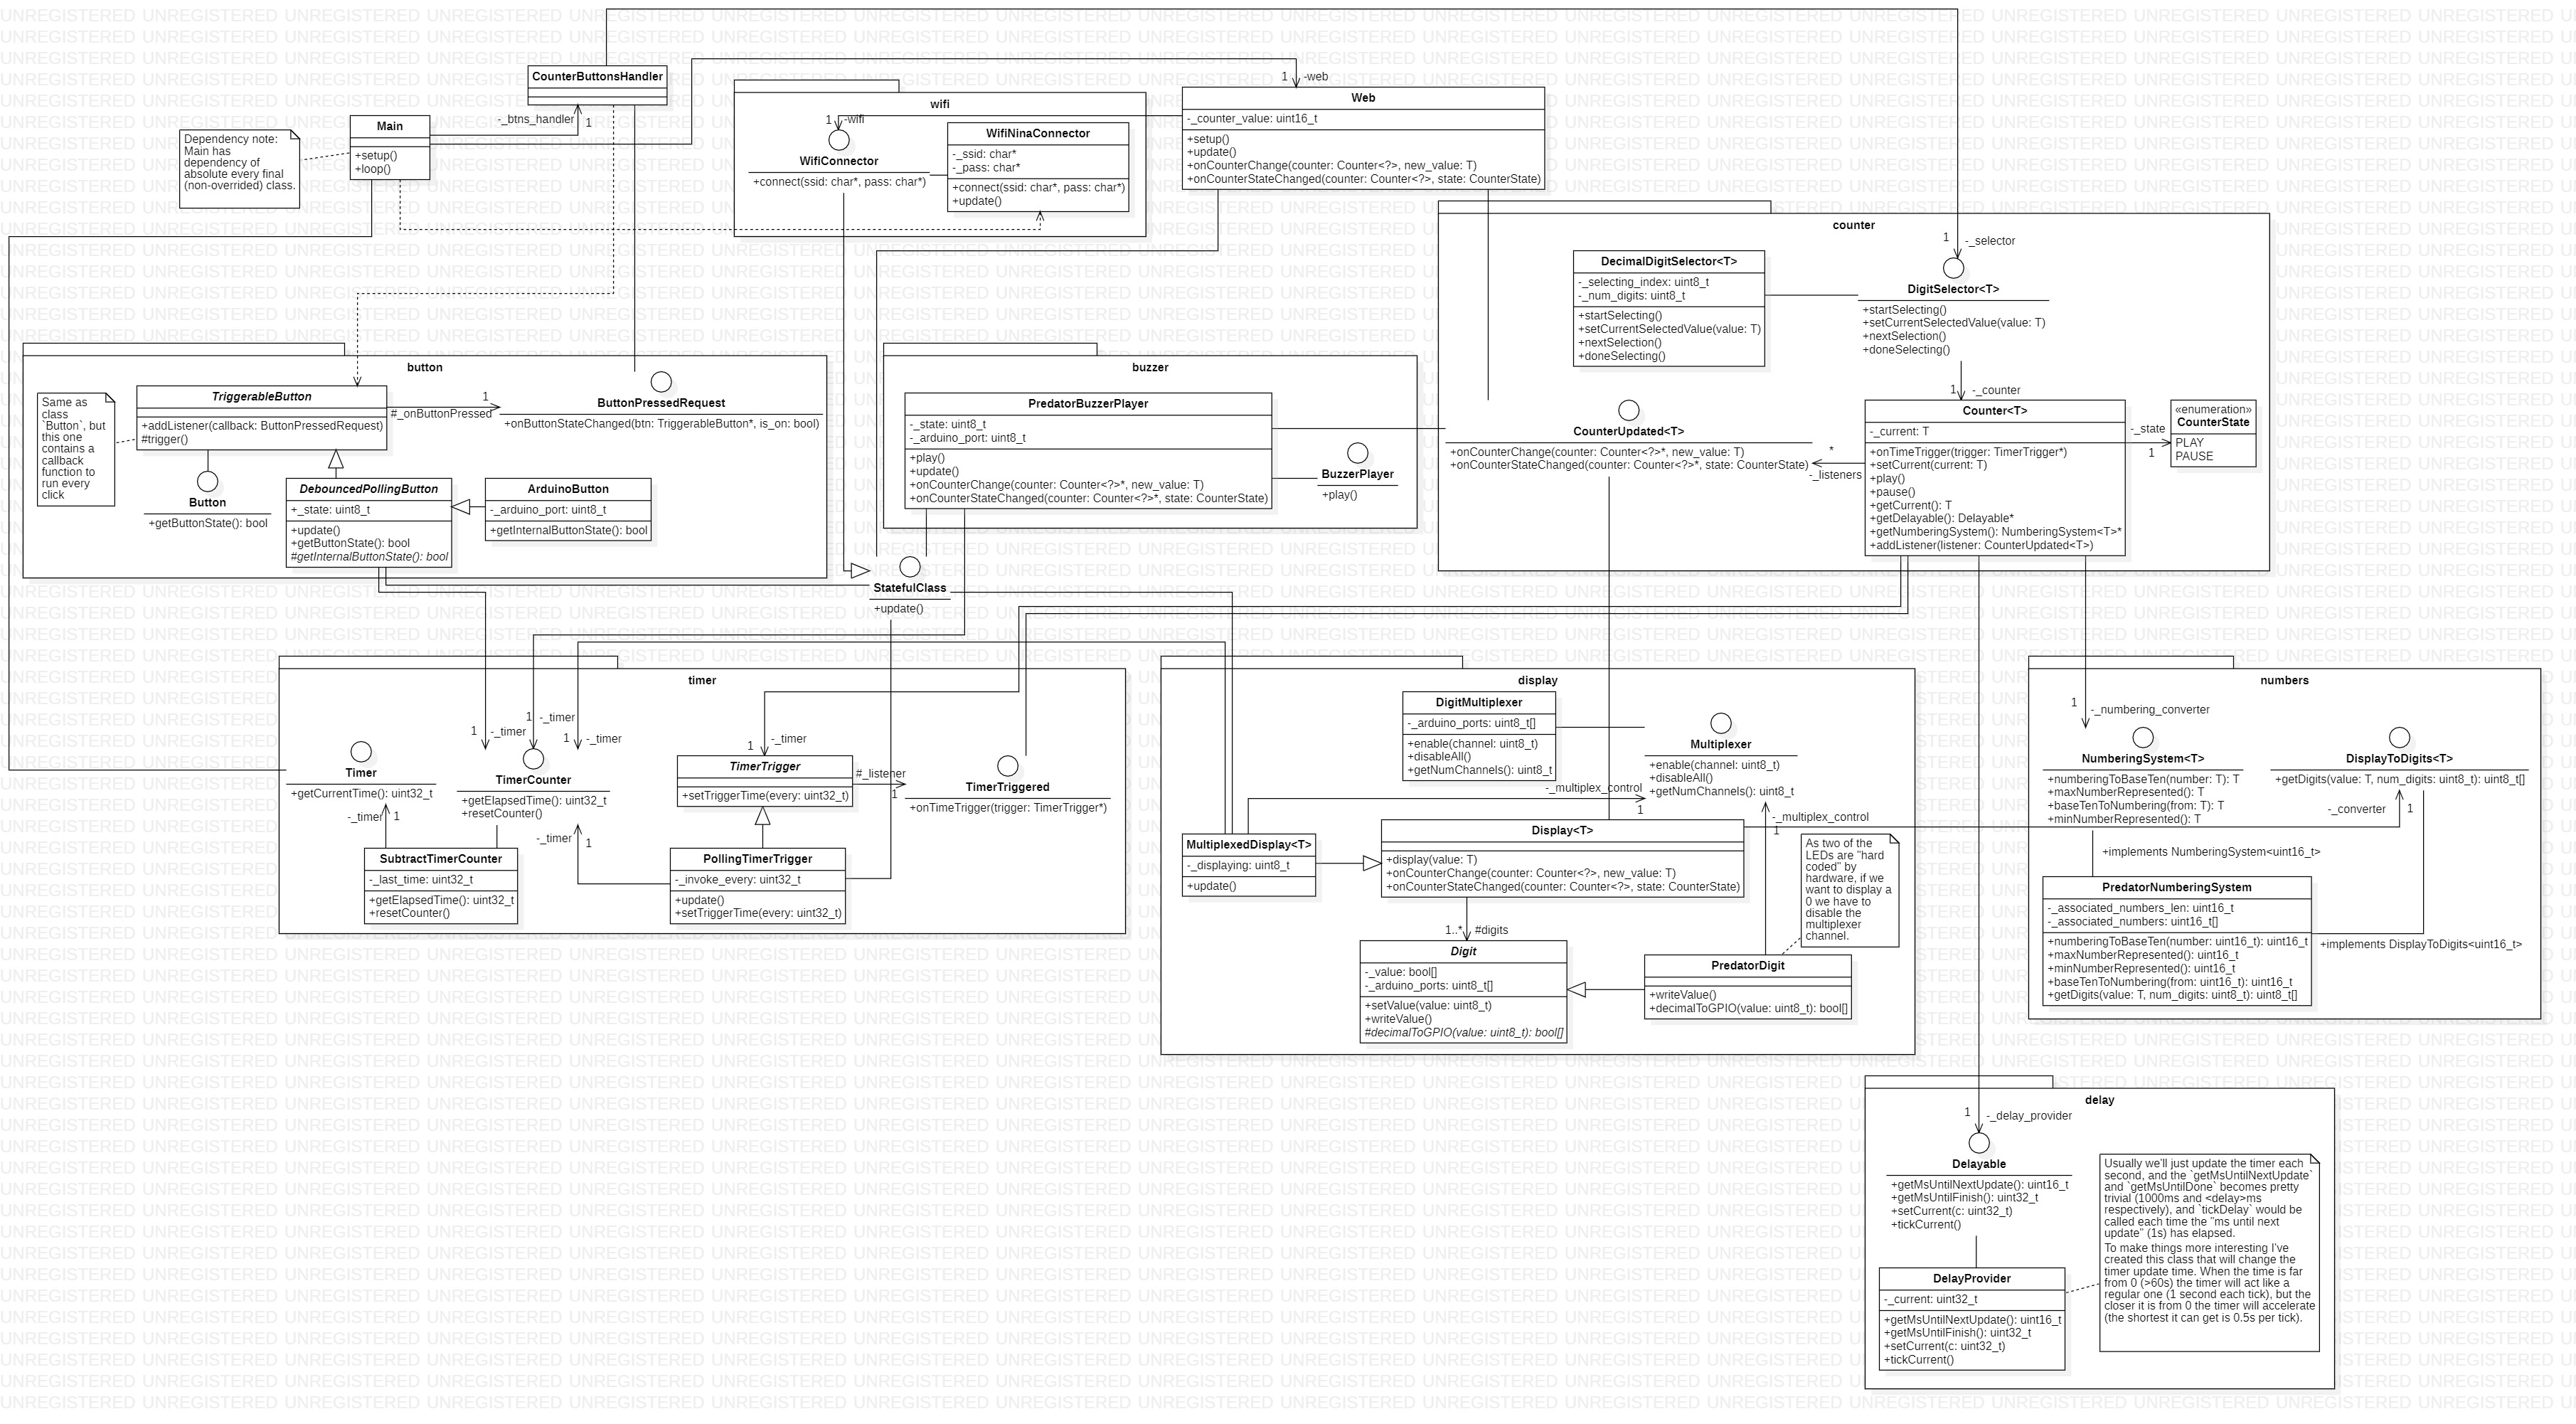 CounterButtonsHandler
-_btns_handler
1
Main
+setup()
+loop()
Dependency note:
Main has
dependency of
absolute every final
(non-overrided) class.
wifi
1
-wifi
WifiConnector
+connect(ssid: char*, pass: char*)
WifiNinaConnector
-_ssid: char*
-_pass: char*
+connect(ssid: char*, pass: char*)
+update()
1
-web
Web
-_counter_value: uint16_t
+setup()
+update()
+onCounterChange(counter: Counter<?>, new_value: T)
+onCounterStateChanged(counter: Counter<?>, state: CounterState)
counter
1
-_selector
DecimalDigitSelector<T>
-_selecting_index: uint8_t
-_num_digits: uint8_t
+startSelecting()
+setCurrentSelectedValue(value: T)
+nextSelection()
+doneSelecting()
DigitSelector<T>
+startSelecting()
+setCurrentSelectedValue(value: T)
+nextSelection()
+doneSelecting()
1
-_counter
CounterUpdated<T>
+onCounterChange(counter: Counter<?>*, new_value: T)
+onCounterStateChanged(counter: Counter<?>*, state: CounterState)
*
-_listeners
Counter<T>
-_current: T
+onTimeTrigger(trigger: TimerTrigger*)
+setCurrent(current: T)
+play()
+pause()
+getCurrent(): T
+getDelayable(): Delayable*
+getNumberingSystem(): NumberingSystem<T>*
+addListener(listener: CounterUpdated<T>)
-_state
1
«enumeration»
CounterState
PLAY
PAUSE
button
Same as
class
`Button`, but
this one
contains a
callback
function to
run every
click
TriggerableButton
+addListener(callback: ButtonPressedRequest)
#trigger()
1
#_onButtonPressed
ButtonPressedRequest
+onButtonStateChanged(btn: TriggerableButton*, is_on: bool)
Button
+getButtonState(): bool
DebouncedPollingButton
+_state: uint8_t
+update()
+getButtonState(): bool
#getInternalButtonState(): bool
ArduinoButton
-_arduino_port: uint8_t
+getInternalButtonState(): bool
buzzer
PredatorBuzzerPlayer
-_state: uint8_t
-_arduino_port: uint8_t
+play()
+update()
+onCounterChange(counter: Counter<?>*, new_value: T)
+onCounterStateChanged(counter: Counter<?>*, state: CounterState)
BuzzerPlayer
+play()
StatefulClass
+update()
timer
Timer
+getCurrentTime(): uint32_t
1
-_timer
1
-_timer
1
-_timer
TimerCounter
+getElapsedTime(): uint32_t
+resetCounter()
1
-_timer
TimerTrigger
+setTriggerTime(every: uint32_t)
#_listener
1
TimerTriggered
+onTimeTrigger(trigger: TimerTrigger*)
-_timer
1
-_timer
1
SubtractTimerCounter
-_last_time: uint32_t
+getElapsedTime(): uint32_t
+resetCounter()
PollingTimerTrigger
-_invoke_every: uint32_t
+update()
+setTriggerTime(every: uint32_t)
display
DigitMultiplexer
-_arduino_ports: uint8_t[]
+enable(channel: uint8_t)
+disableAll()
+getNumChannels(): uint8_t
Multiplexer
+enable(channel: uint8_t)
+disableAll()
+getNumChannels(): uint8_t
-_multiplex_control
1
-_multiplex_control
1
MultiplexedDisplay<T>
-_displaying: uint8_t
+update()
Display<T>
+display(value: T)
+onCounterChange(counter: Counter<?>, new_value: T)
+onCounterStateChanged(counter: Counter<?>, state: CounterState)
As two of the
LEDs are "hard
coded" by
hardware, if we
want to display a
0 we have to
disable the
multiplexer
channel.
1..*
#digits
Digit
-_value: bool[]
-_arduino_ports: uint8_t[]
+setValue(value: uint8_t)
+writeValue()
#decimalToGPIO(value: uint8_t): bool[]
PredatorDigit
+writeValue()
+decimalToGPIO(value: uint8_t): bool[]
numbers
1
-_numbering_converter
NumberingSystem<T>
+numberingToBaseTen(number: T): T
+maxNumberRepresented(): T
+baseTenToNumbering(from: T): T
+minNumberRepresented(): T
DisplayToDigits<T>
+getDigits(value: T, num_digits: uint8_t): uint8_t[]
-_converter
1
+implements NumberingSystem<uint16_t>
PredatorNumberingSystem
-_associated_numbers_len: uint16_t
-_associated_numbers: uint16_t[]
+numberingToBaseTen(number: uint16_t): uint16_t
+maxNumberRepresented(): uint16_t
+minNumberRepresented(): uint16_t
+baseTenToNumbering(from: uint16_t): uint16_t
+getDigits(value: T, num_digits: uint8_t): uint8_t[]
+implements DisplayToDigits<uint16_t>
delay
1
-_delay_provider
Delayable
+getMsUntilNextUpdate(): uint16_t
+getMsUntilFinish(): uint32_t
+setCurrent(c: uint32_t)
+tickCurrent()
DelayProvider
-_current: uint32_t
+getMsUntilNextUpdate(): uint16_t
+getMsUntilFinish(): uint32_t
+setCurrent(c: uint32_t)
+tickCurrent()
Usually we'll just update the timer each
second, and the `getMsUntilNextUpdate`
and `getMsUntilDone` becomes pretty
trivial (1000ms and <delay>ms
respectively), and `tickDelay` would be
called each time the "ms until next
update" (1s) has elapsed.
To make things more interesting I've
created this class that will change the
timer update time. When the time is far
from 0 (>60s) the timer will act like a
regular one (1 second each tick), but the
closer it is from 0 the timer will accelerate
(the shortest it can get is 0.5s per tick).
UNREGISTERED